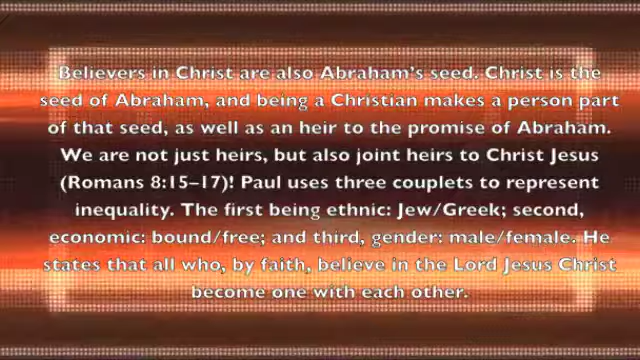 Believers in Christ are also Abraham's seed. Christ is the
seed of Abraham, and being a Christian makes a person part
of that seed, as well as an heir to the promise of Abraham.
We are not just heirs, but also joint heirs to Christ Jesus
(Romans 8:15–17)! Paul uses three couplets to represent
inequality. The first being ethnic: Jew/Greek; second,
economic: bound/free; and third, gender: male/female. He
states that all who, by faith, believe in the Lord Jesus Christ
become one with each other.